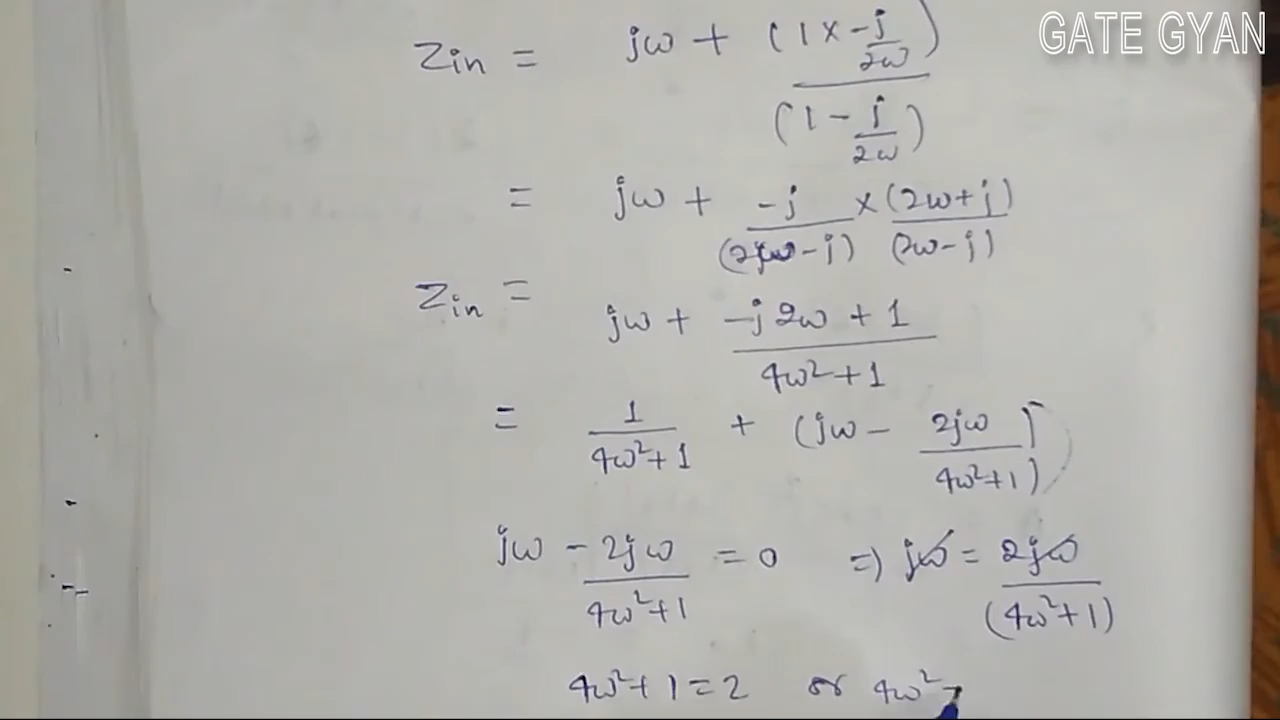 GATE GYAN
Zin = jω + (1 × -j/2ω) / (1 - j/2ω)
= jω + -j/(2ω - j) × (2ω + j)/(2ω - j)
Zin = jω + (-j2ω + 1)/(4ω² + 1)
= 1/(4ω² + 1) + (jω - 2jω/(4ω² + 1))
jω - 2jω/(4ω² + 1) = 0 ⇒ jω = 2jω/(4ω² + 1)
4ω² + 1 = 2 or 4ω² =